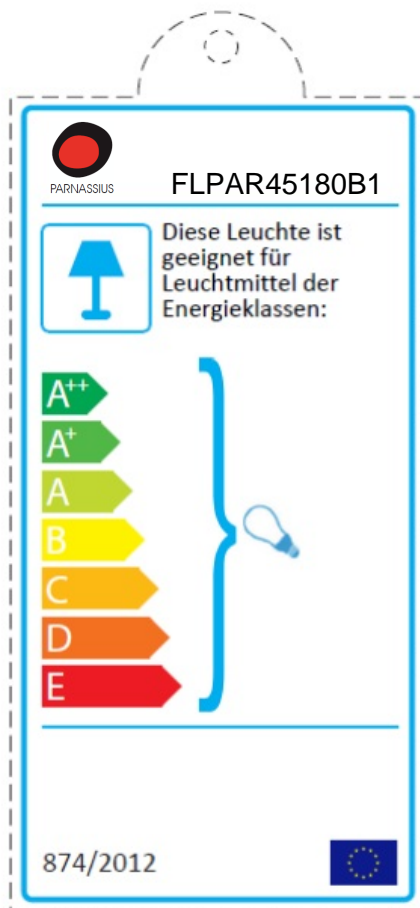 PARNASSIUS
FLPAR45180B1
Diese Leuchte ist
geeignet für
Leuchtmittel der
Energieklassen:
A++
A+
A
B
C
D
E
874/2012